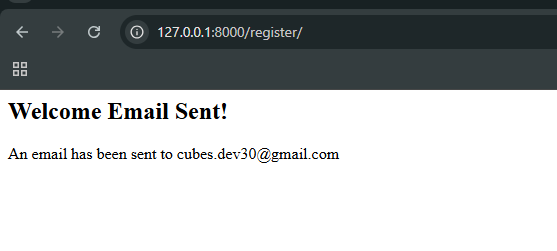 127.0.0.1:8000/register/
Welcome Email Sent!
An email has been sent to cubes.dev30@gmail.com